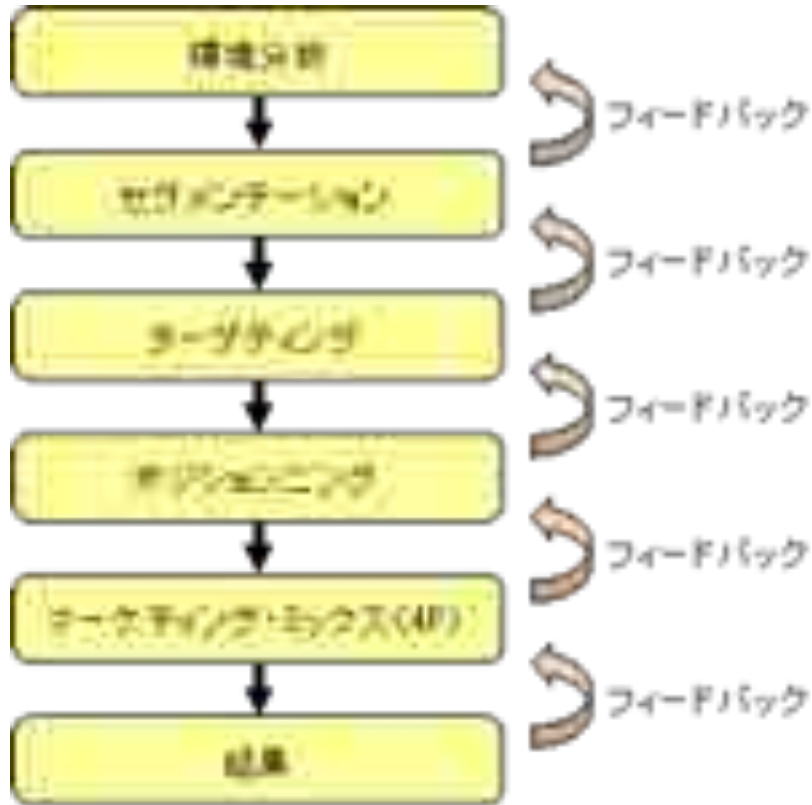 環境分析
フィードバック
セグメンテーション
フィードバック
ターゲティング
フィードバック
ポジションニング
フィードバック
マーケティング・ミックス(4P)
フィードバック
結果